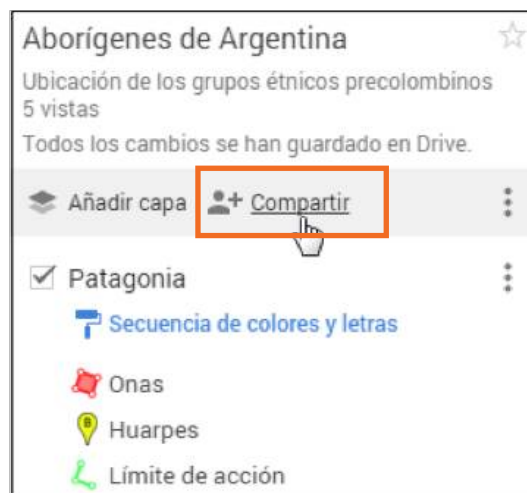 Aborígenes de Argentina
Ubicación de los grupos étnicos precolombinos
5 vistas
Todos los cambios se han guardado en Drive.
Añadir capa Compartir
Patagonia
Secuencia de colores y letras
Onas
B
Huarpes
Límite de acción